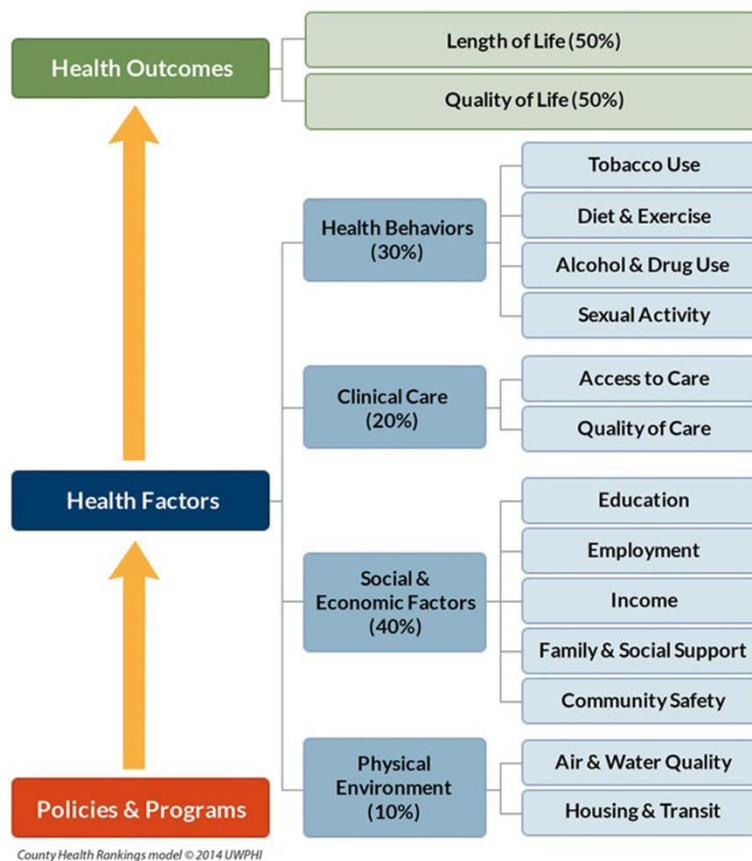 Health Outcomes
Length of Life (50%)
Quality of Life (50%)
Health Factors
Health Behaviors
(30%)
Tobacco Use
Diet & Exercise
Alcohol & Drug Use
Sexual Activity
Clinical Care
(20%)
Access to Care
Quality of Care
Social &
Economic Factors
(40%)
Education
Employment
Income
Family & Social Support
Community Safety
Physical
Environment
(10%)
Air & Water Quality
Housing & Transit
Policies & Programs
County Health Rankings model © 2014 UWPHI